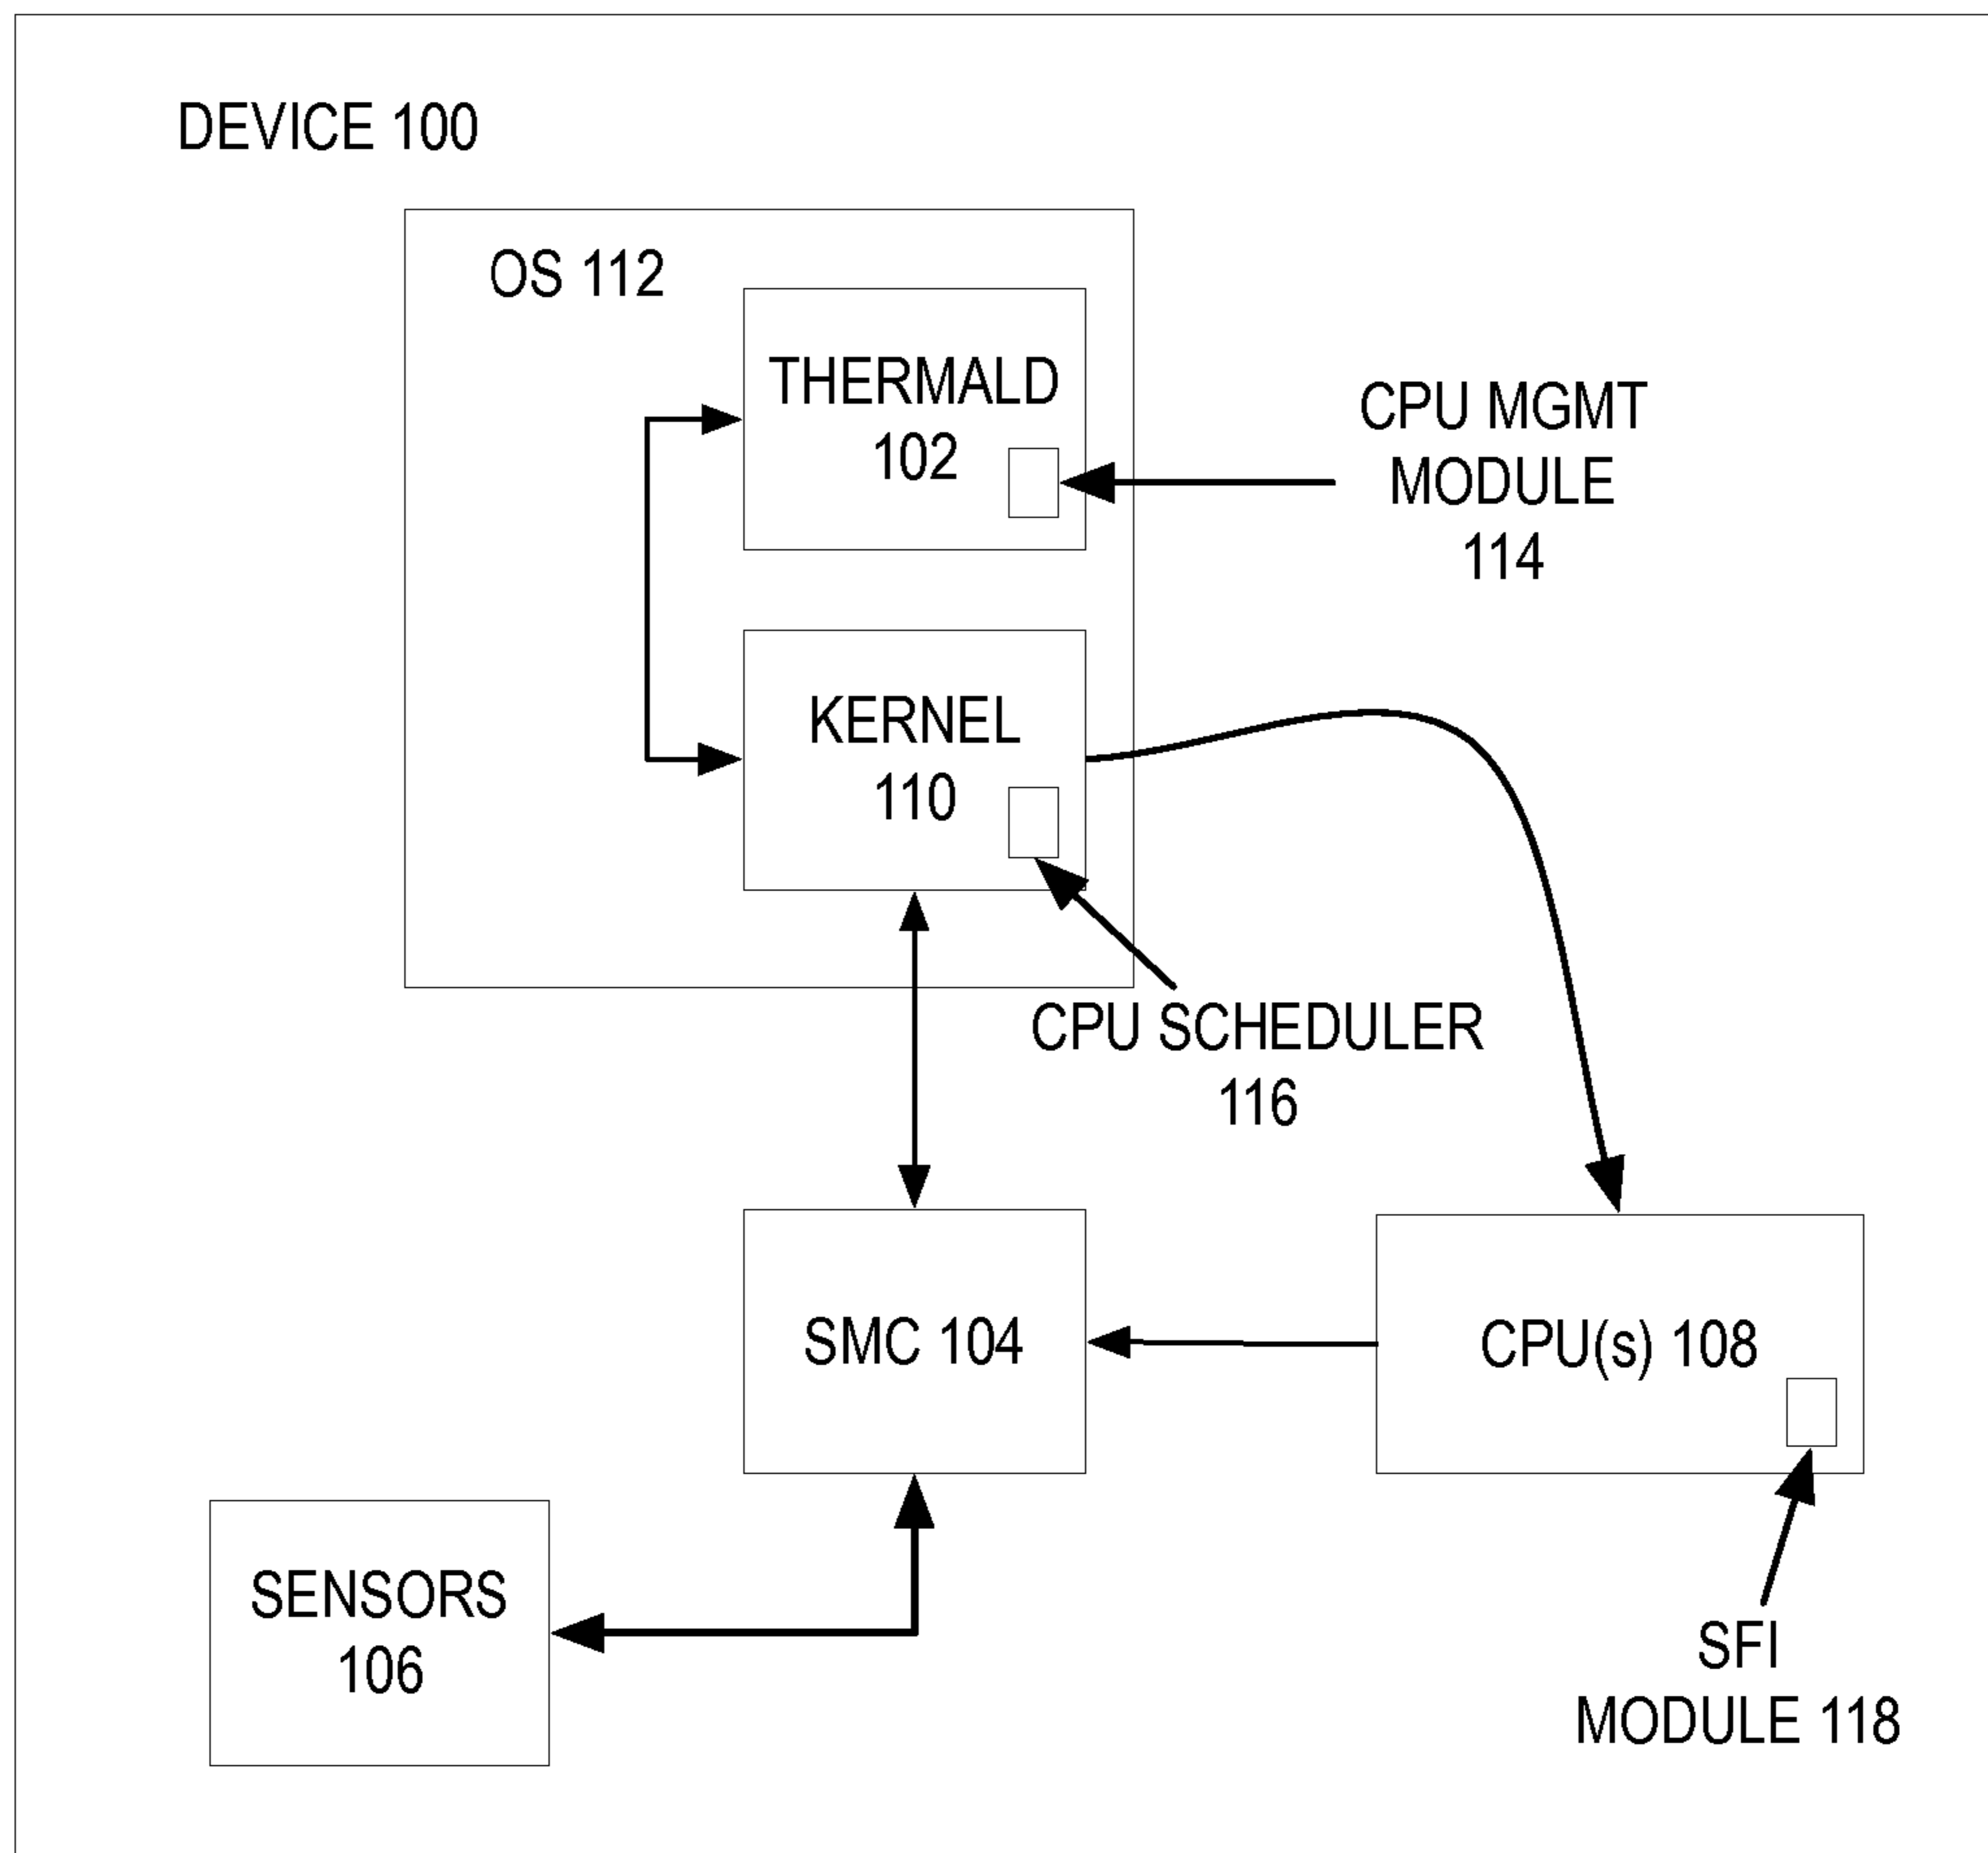 DEVICE 100
OS 112
THERMALD
102
CPU MGMT
MODULE
114
KERNEL
110
CPU SCHEDULER
116
SMC 104
CPU(s) 108
SENSORS
106
SFI
MODULE 118